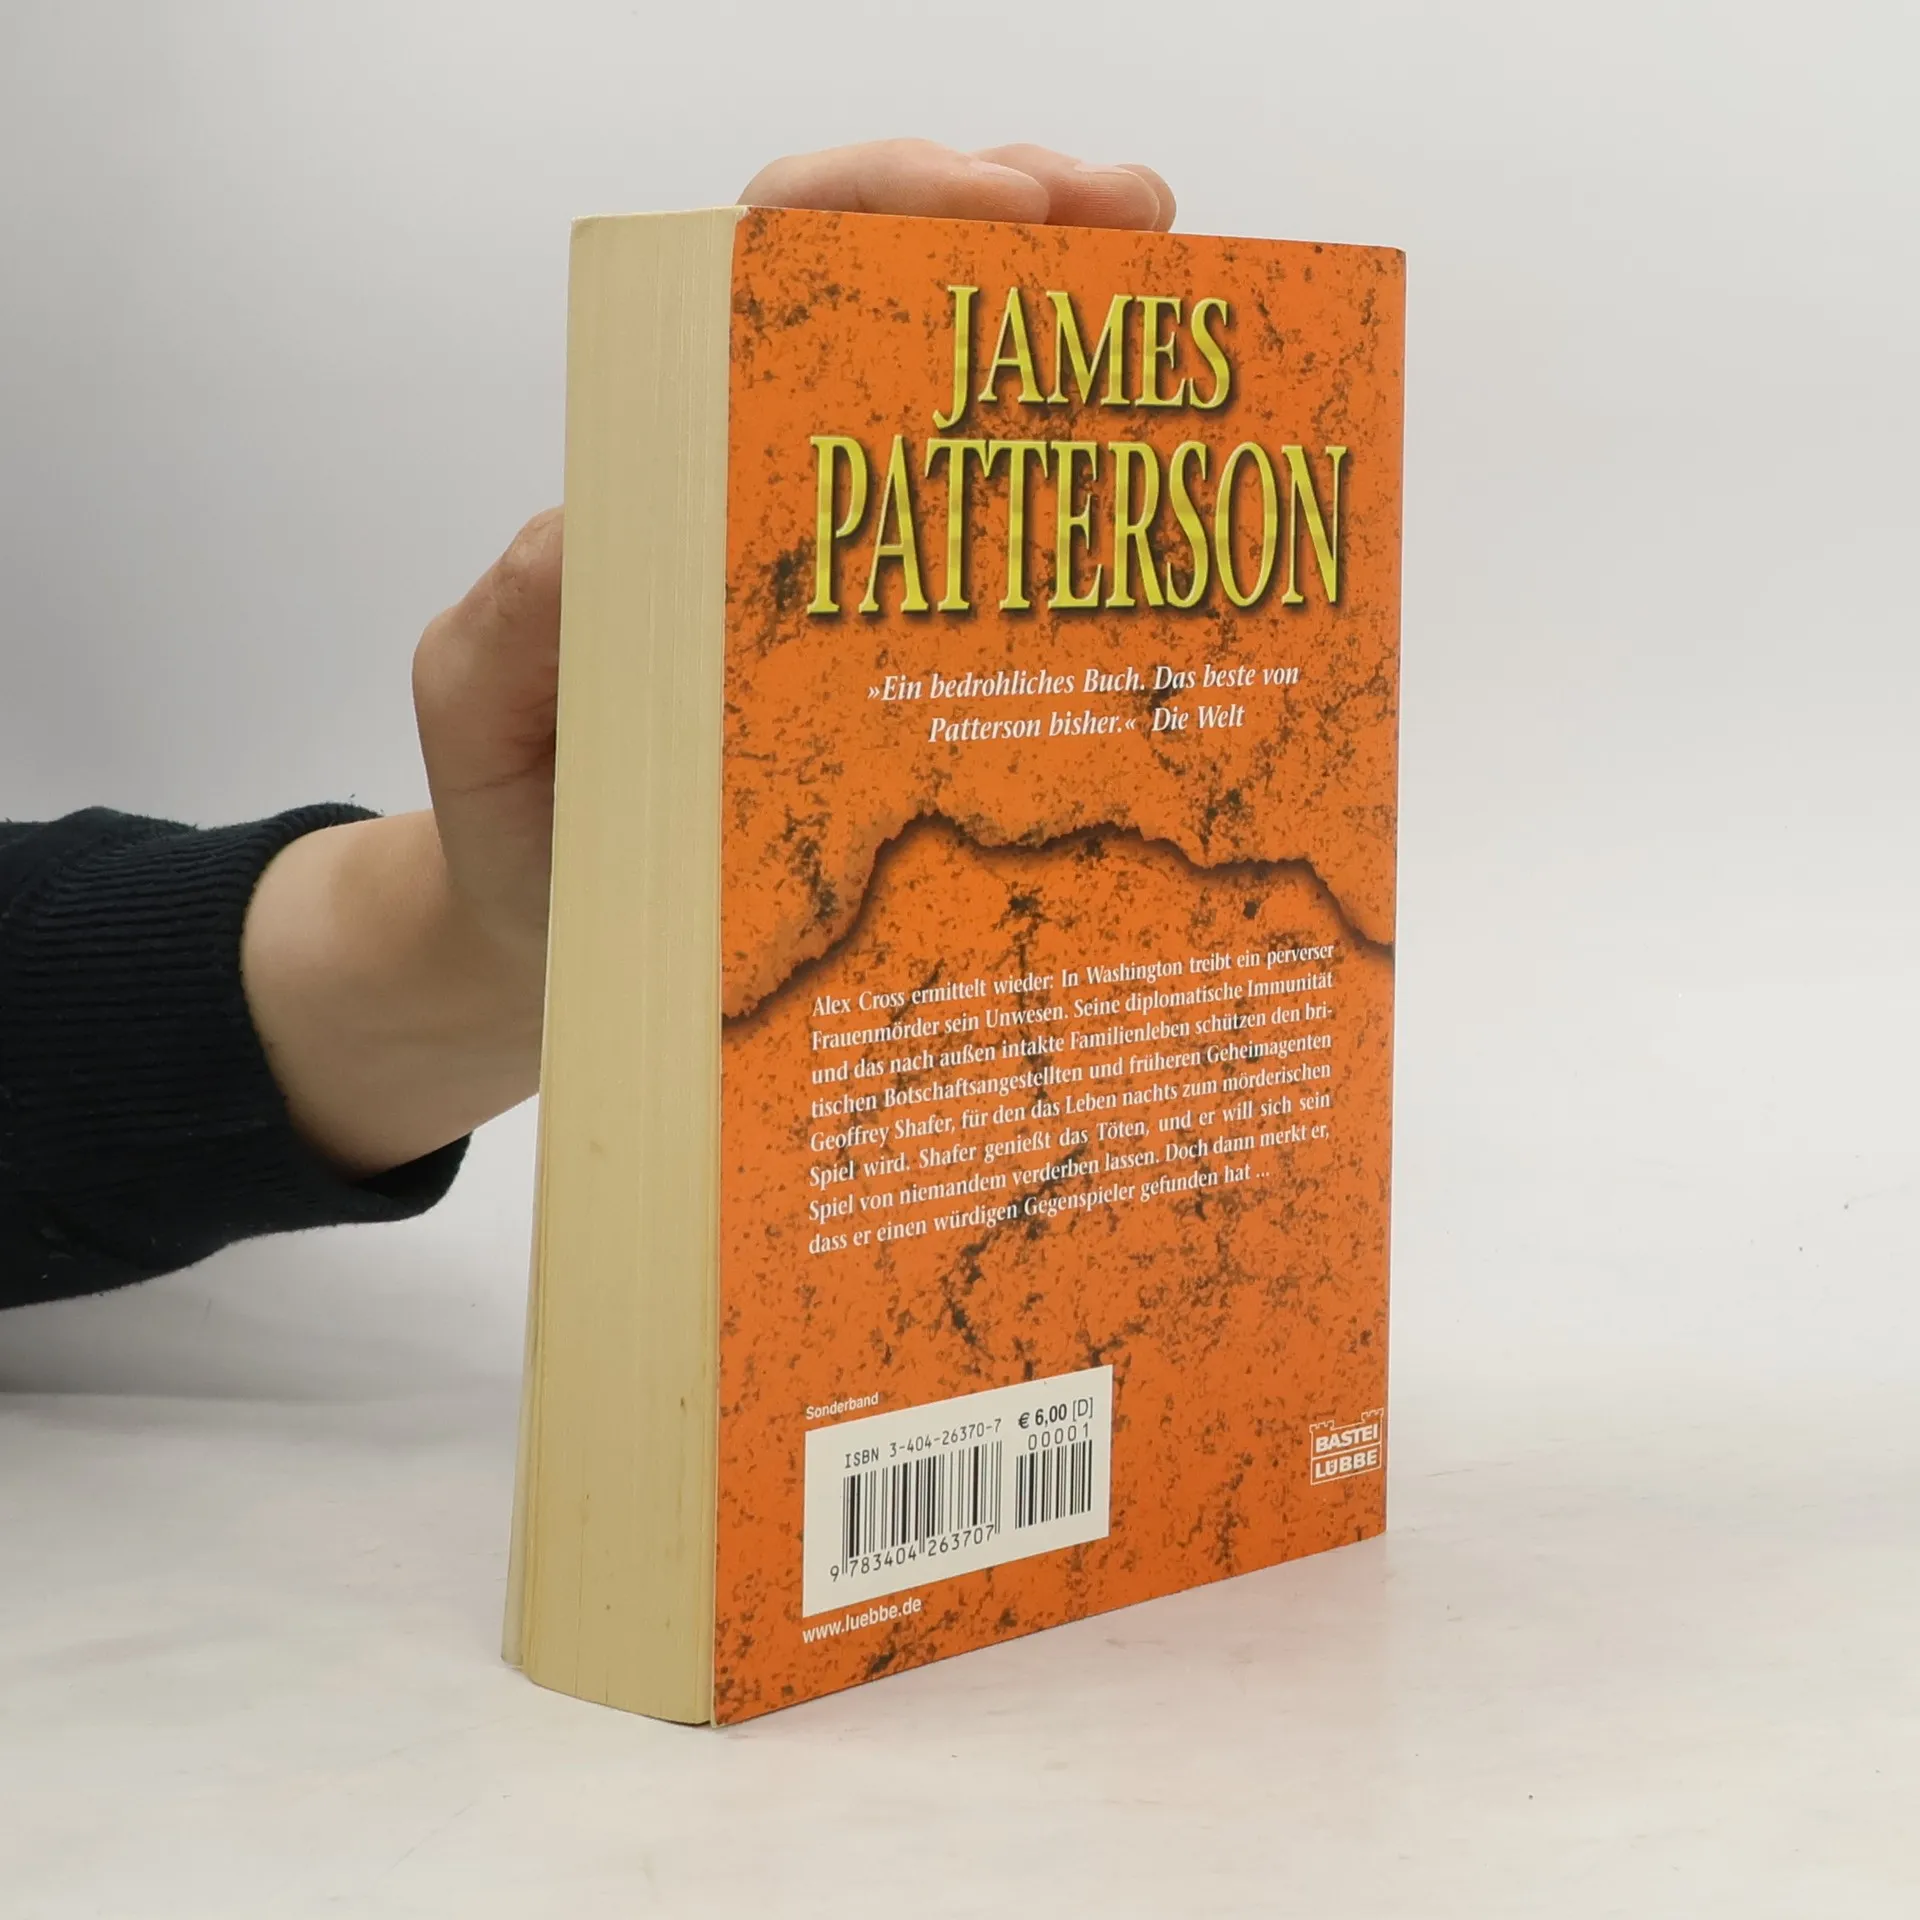 JAMES
PATTERSON
»Ein bedrohliches Buch. Das beste von
Patterson bisher.« Die Welt
Alex Cross ermittelt wieder: In Washington treibt ein perverser
Frauenmörder sein Unwesen. Seine diplomatische Immunität
und das nach außen intakte Familienleben schützen den bri-
tischen Botschaftsangestellten und früheren Geheimagenten
Geoffrey Shafer, für den das Leben nachts zum mörderischen
Spiel wird. Shafer genießt das Töten, und er will sich sein
Spiel von niemandem verderben lassen. Doch dann merkt er,
dass er einen würdigen Gegenspieler gefunden hat ...
Sonderband
ISBN 3-404-26370-7
€ 6,00 [D]
00001
9 783404 263707
www.luebbe.de
BASTEI
LÜBBE